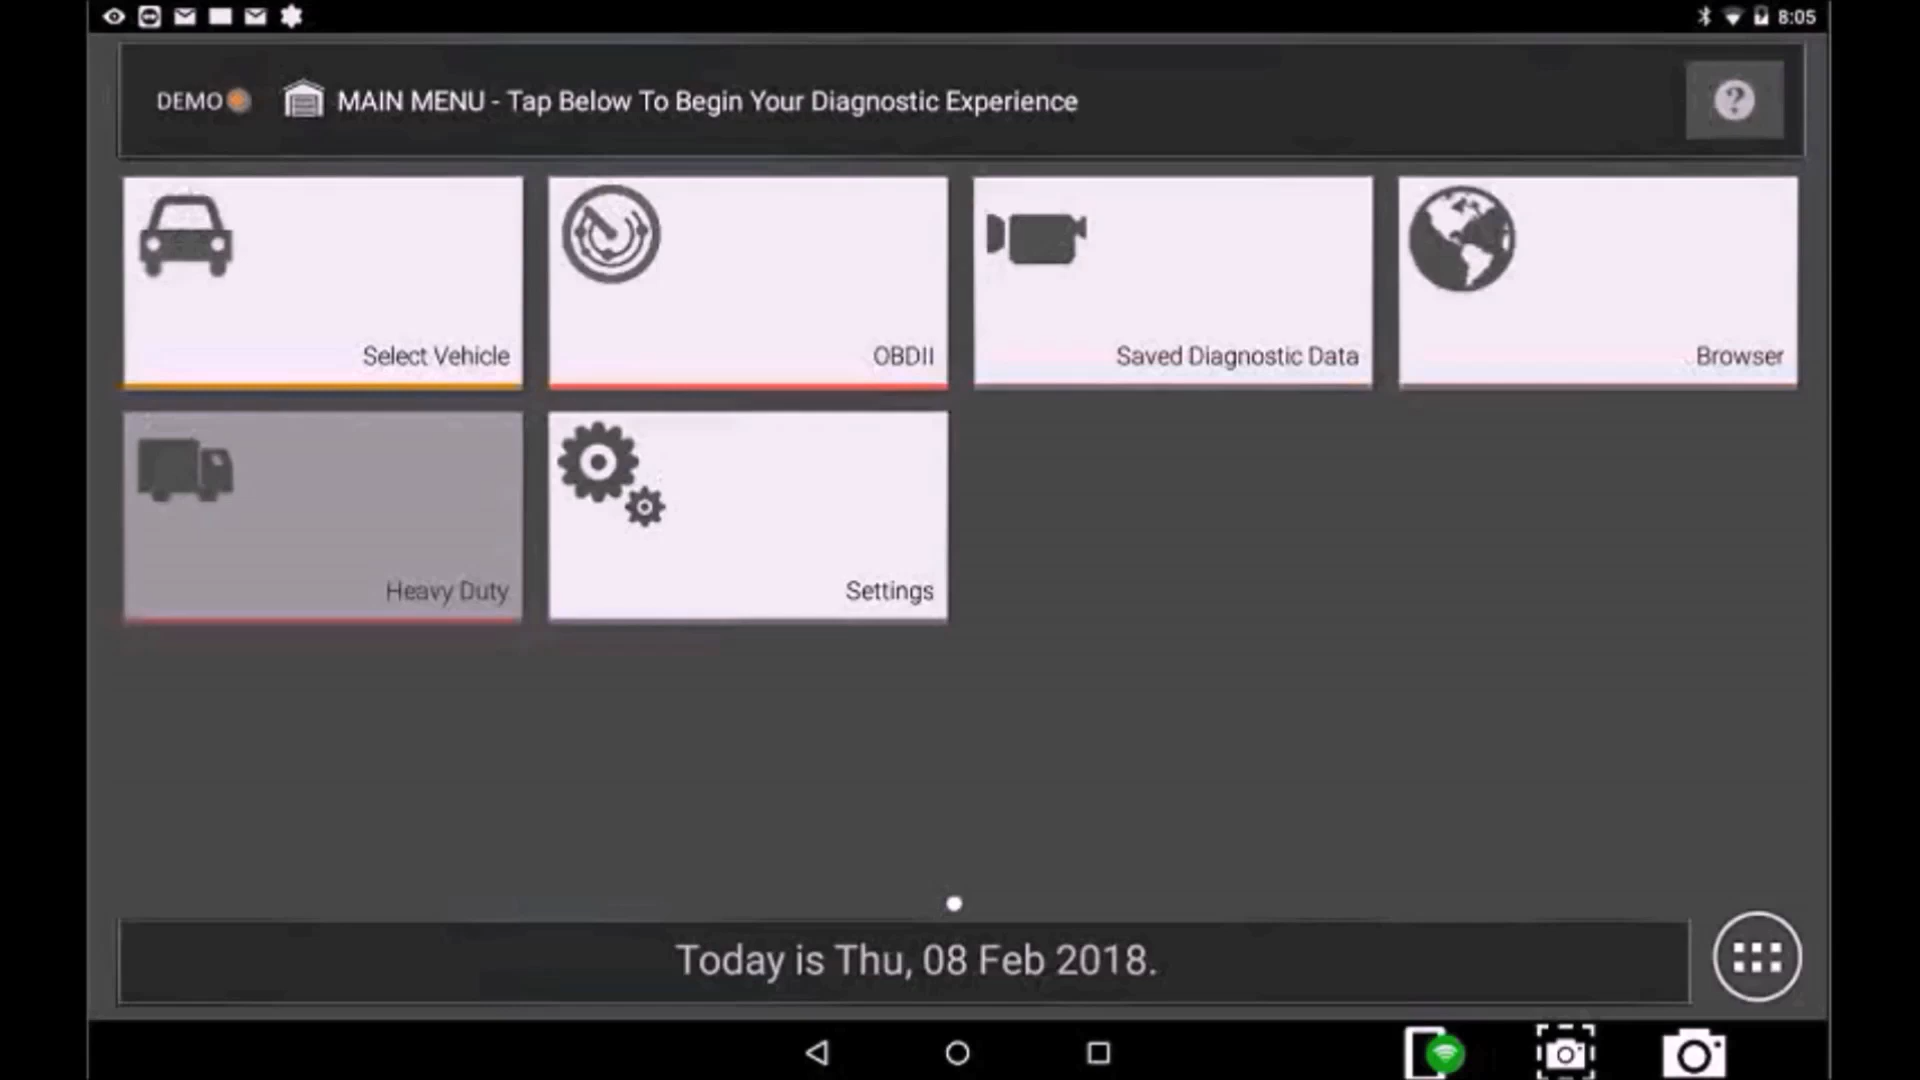 8:05
DEMO
MAIN MENU - Tap Below To Begin Your Diagnostic Experience
?
Select Vehicle
OBDII
Saved Diagnostic Data
Browser
Heavy Duty
Settings
Today is Thu, 08 Feb 2018.